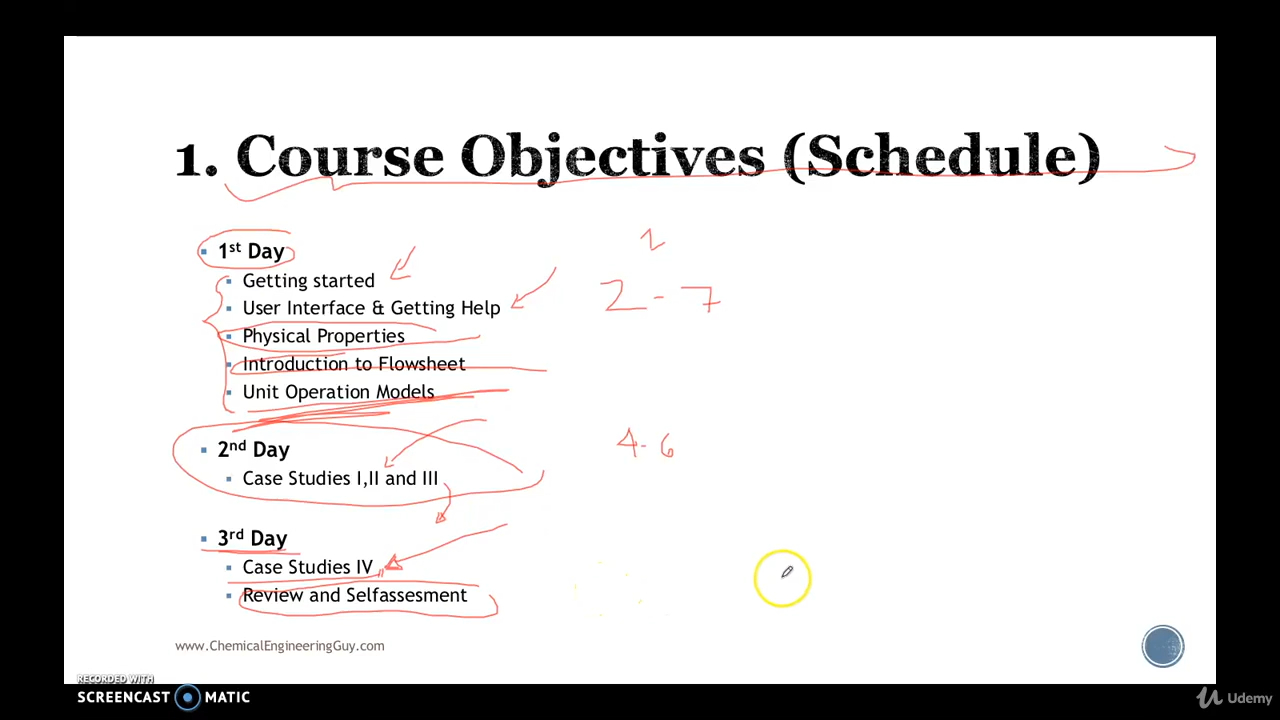 1. Course Objectives (Schedule)
1st Day
Getting started
User Interface & Getting Help
2 - 7
Physical Properties
Introduction to Flowsheet
Unit Operation Models
2nd Day
4 - 6
Case Studies I,II and III
3rd Day
Case Studies IV
Review and Selfassesment
www.ChemicalEngineeringGuy.com
RECORDED WITH
SCREENCAST MATIC
Udemy